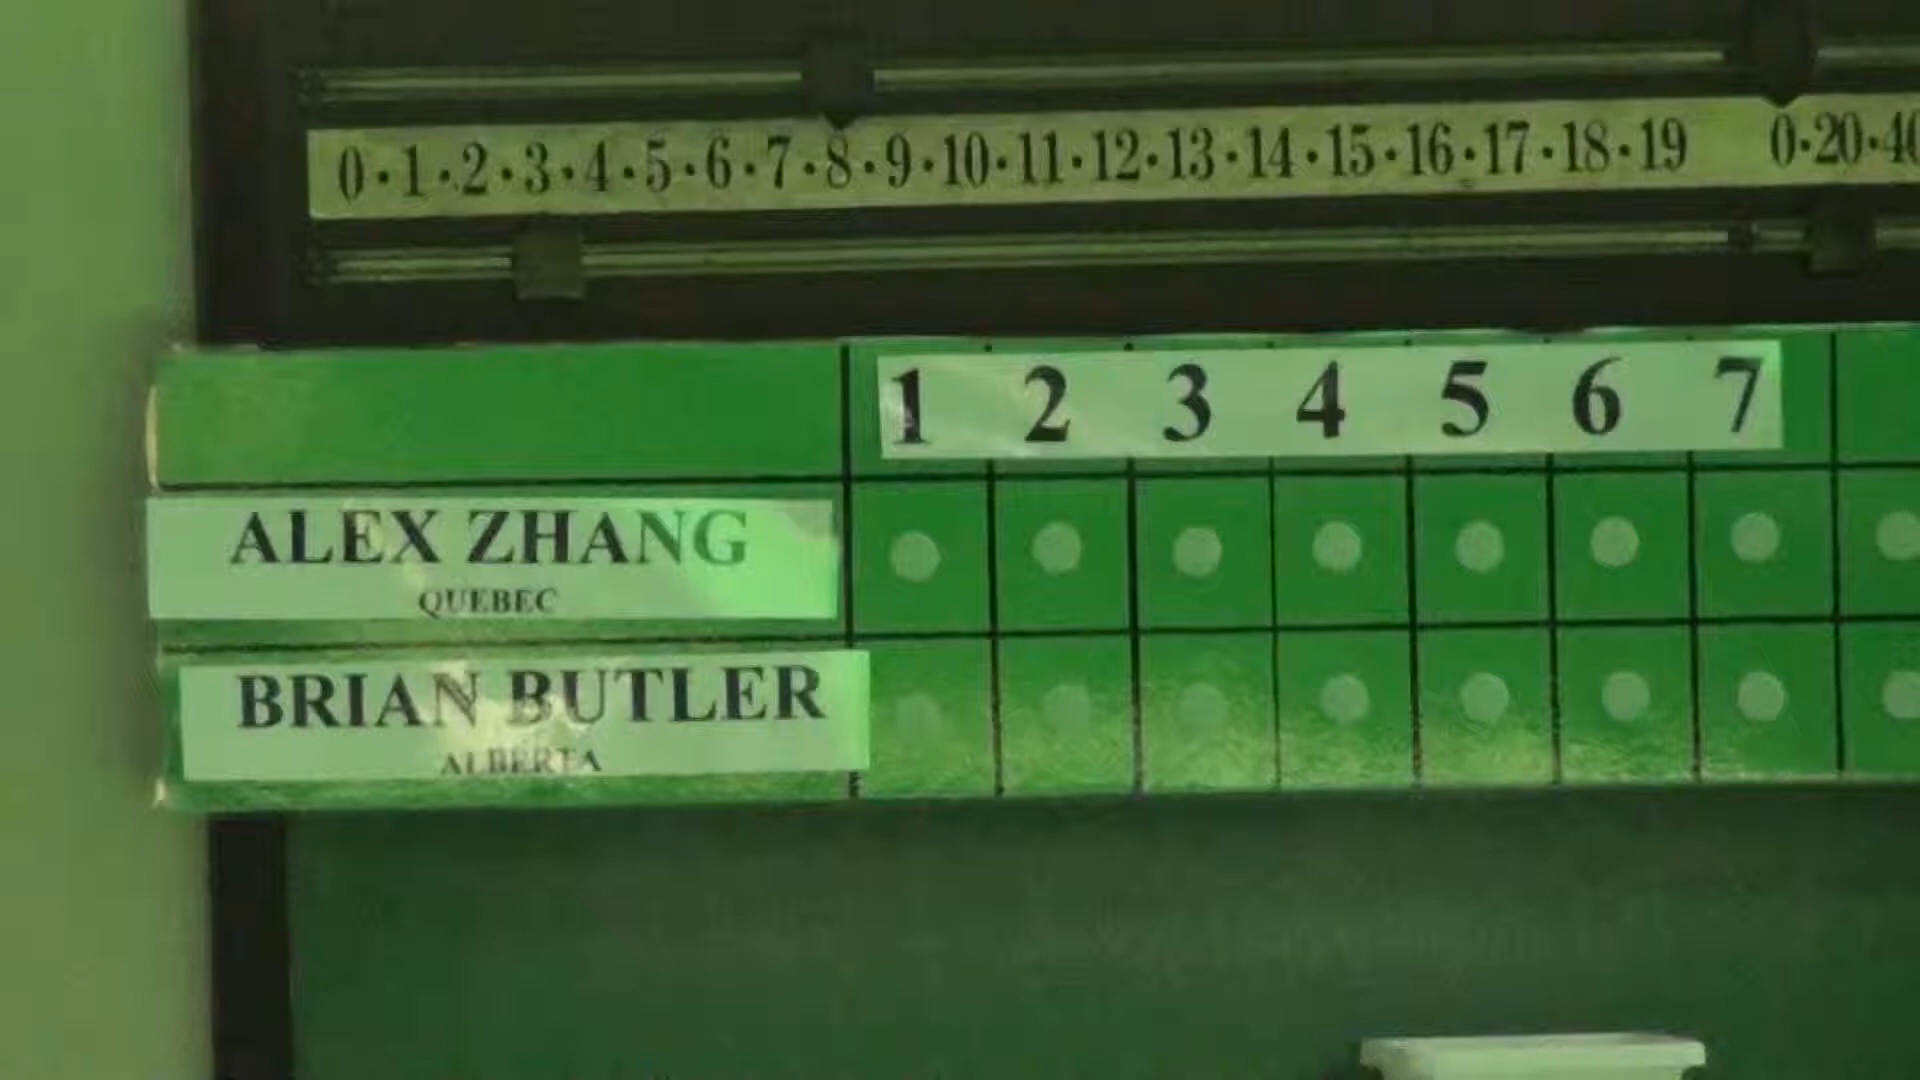 0·1·2·3·4·5·6·7·8·9·10·11·12·13·14·15·16·17·18·19 0·20·40
1 2 3 4 5 6 7
ALEX ZHANG
QUEBEC
BRIAN BUTLER
ALBERTA